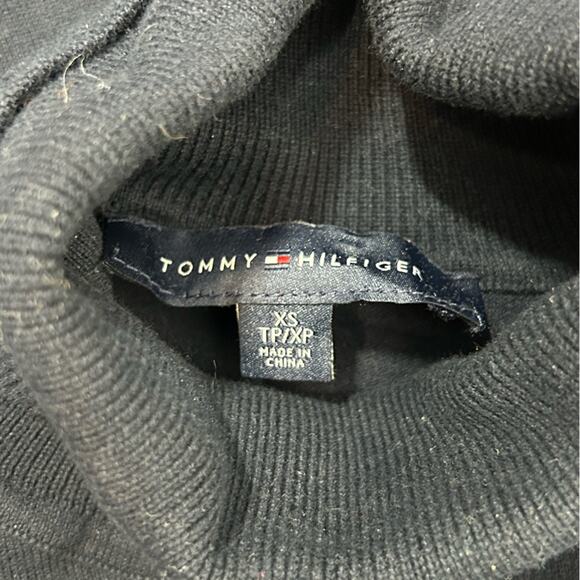 TOMMY HILFIGER
XS
TP/XP
MADE IN
CHINA